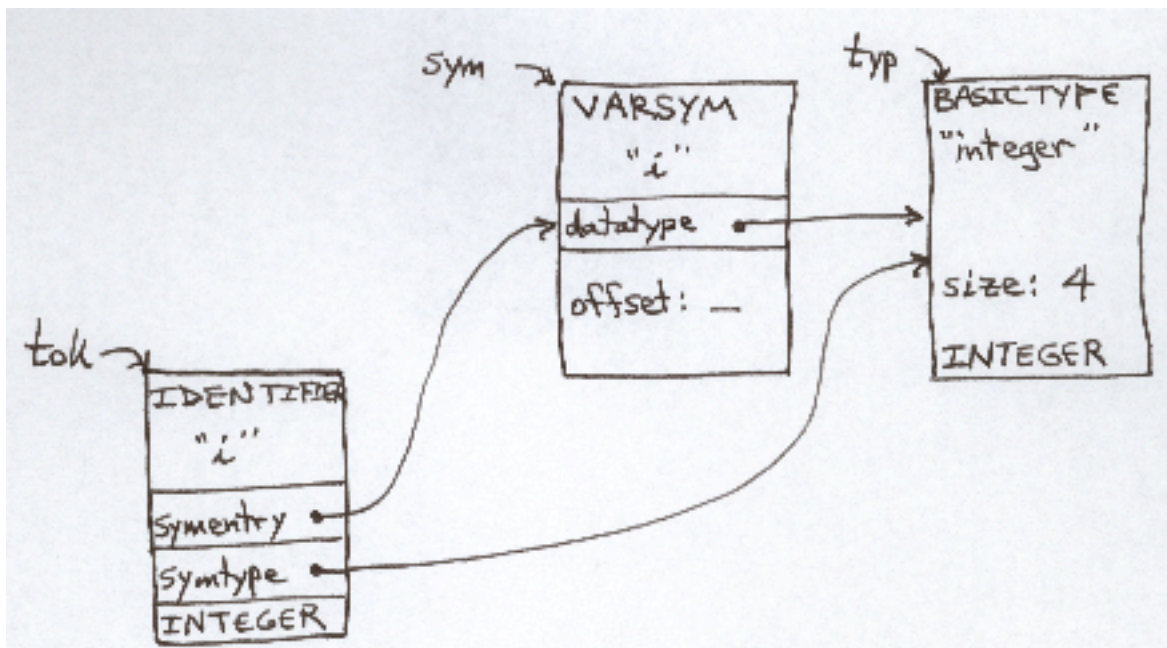 sym
VARSYM
"i"
datatype
offset: _
typ
BASICTYPE
"integer"
size: 4
INTEGER
tok
IDENTIFIER
"i"
symentry
symtype
INTEGER